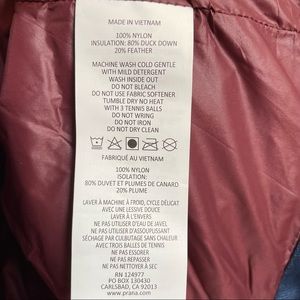 MADE IN VIETNAM
100% NYLON
INSULATION: 80% DUCK DOWN
20% FEATHER
MACHINE WASH COLD GENTLE
WITH MILD DETERGENT
WASH INSIDE OUT
DO NOT BLEACH
DO NOT USE FABRIC SOFTENER
TUMBLE DRY NO HEAT
WITH 3 TENNIS BALLS
DO NOT WRING
DO NOT IRON
DO NOT DRY CLEAN
FABRIQUÉ AU VIETNAM
100% NYLON
ISOLATION:
80% DUVET ET PLUMES DE CANARD
20% PLUME
LAVER À MACHINE À FROID, CYCLE DÉLICAT
AVEC UNE LESSIVE DOUCE
LAVER À L'ENVERS
NE PAS UTILISER D'EAU DE JAVEL
NE PAS UTILISER D'ASSOUPLISSANT
SÉCHAGE PAR CULBUTAGE SANS CHALEUR
AVEC TROIS BALLES DE TENNIS
NE PAS ESSORER
NE PAS REPASSER
NE PAS NETTOYER À SEC
RN 124977
PO BOX 130430
CARLSBAD, CA 92013
www.prana.com